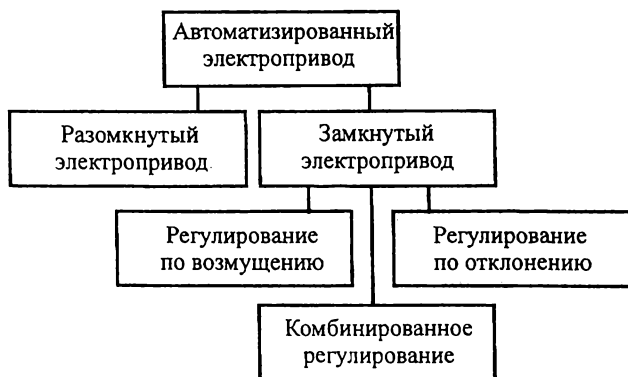 Автоматизированный
электропривод
Разомкнутый
электропривод
Замкнутый
электропривод
Регулирование
по возмущению
Регулирование
по отклонению
Комбинированное
регулирование